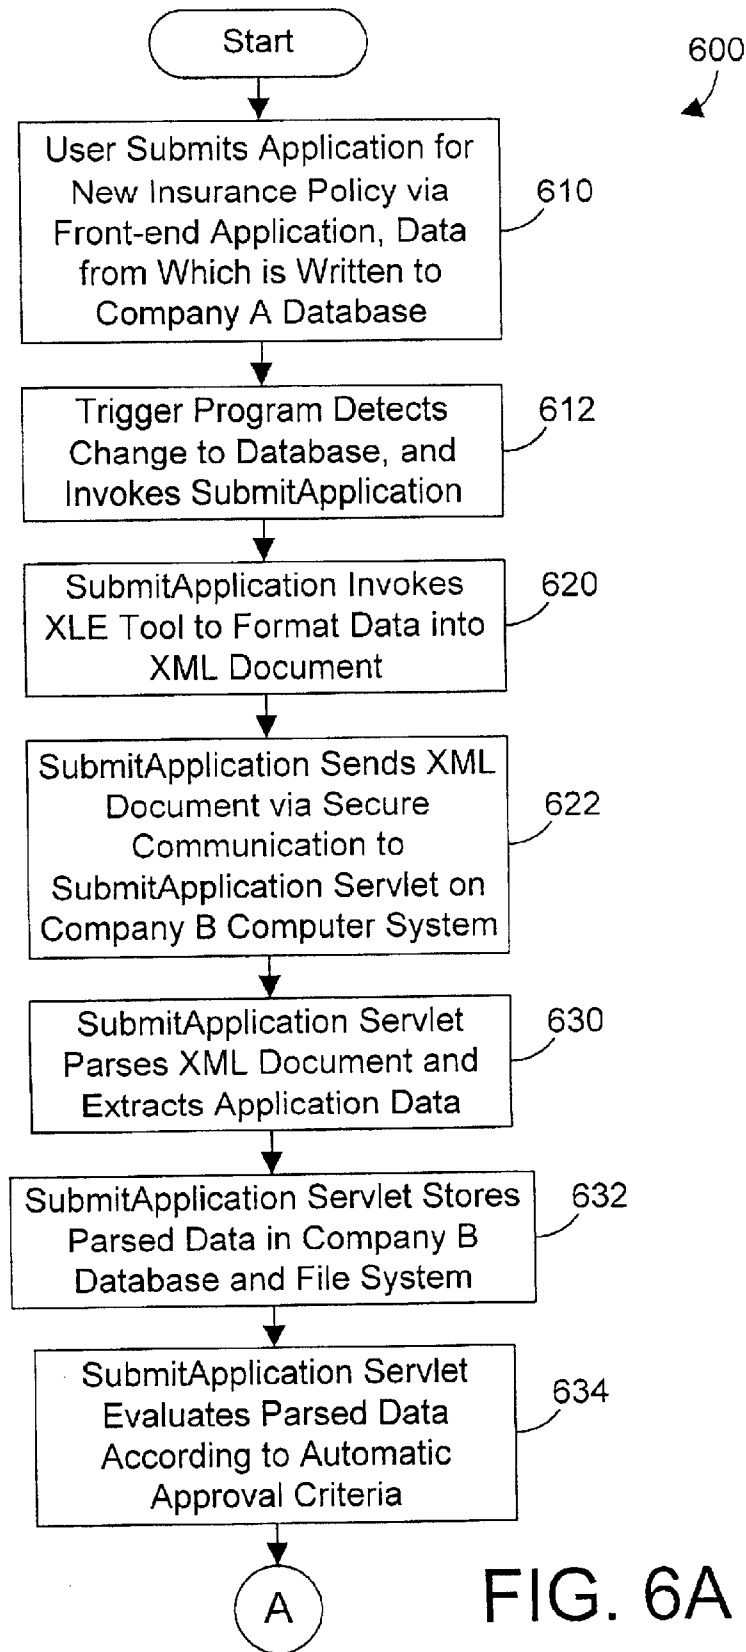 Start
600
User Submits Application for
New Insurance Policy via
Front-end Application, Data
from Which is Written to
Company A Database
610
Trigger Program Detects
Change to Database, and
Invokes SubmitApplication
612
SubmitApplication Invokes
XLE Tool to Format Data into
XML Document
620
SubmitApplication Sends XML
Document via Secure
Communication to
SubmitApplication Servlet on
Company B Computer System
622
SubmitApplication Servlet
Parses XML Document and
Extracts Application Data
630
SubmitApplication Servlet Stores
Parsed Data in Company B
Database and File System
632
SubmitApplication Servlet
Evaluates Parsed Data
According to Automatic
Approval Criteria
634
A
FIG. 6A